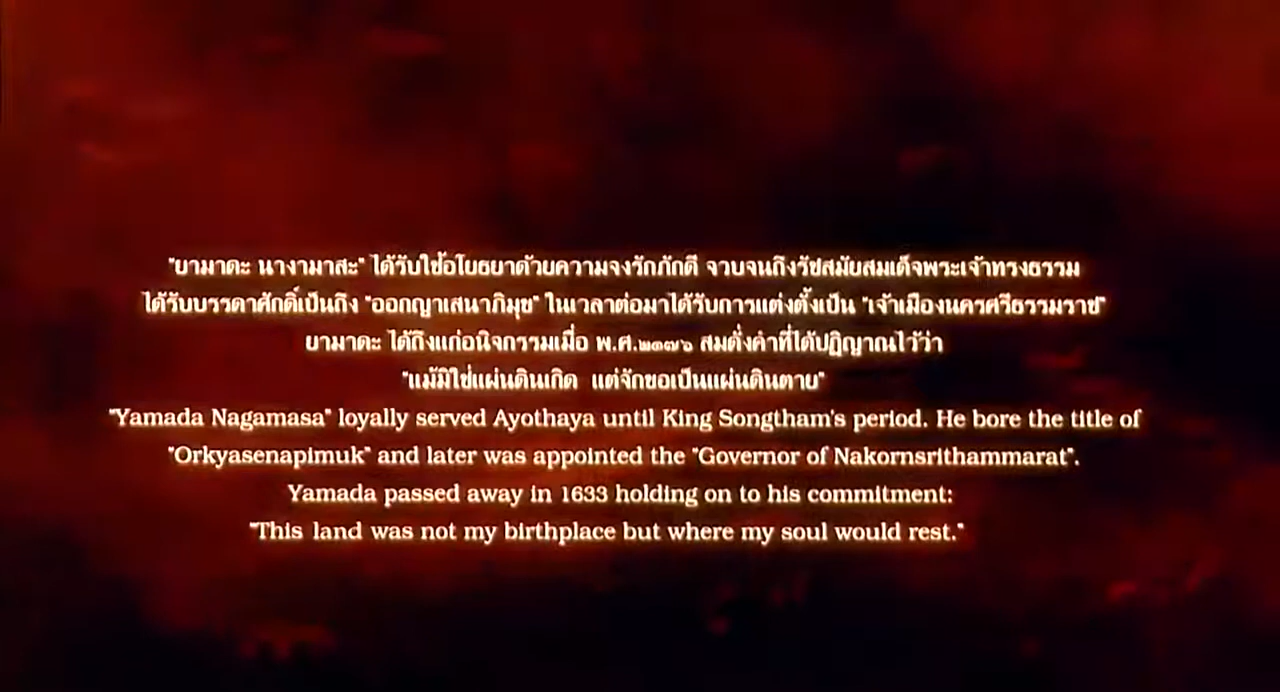 "ยามาดะ นางามาสะ" ได้รับใช้อโยธยาด้วยความจงรักภักดี จวบจนถึงรัชสมัยสมเด็จพระเจ้าทรงธรรม
ได้รับบรรดาศักดิ์เป็นถึง "ออกญาเสนาภิมุข" ในเวลาต่อมาได้รับการแต่งตั้งเป็น "เจ้าเมืองนครศรีธรรมราช"
ยามาดะ ได้ถึงแก่อนิจกรรมเมื่อ พ.ศ.๒๑๗๖ สมดั่งคำที่ได้ปฏิญาณไว้ว่า
"แม้มิใช่แผ่นดินเกิด แต่จักขอเป็นแผ่นดินตาย"
"Yamada Nagamasa" loyally served Ayothaya until King Songtham's period. He bore the title of
"Orkyasenapimuk" and later was appointed the "Governor of Nakornsrithammarat".
Yamada passed away in 1633 holding on to his commitment:
"This land was not my birthplace but where my soul would rest."